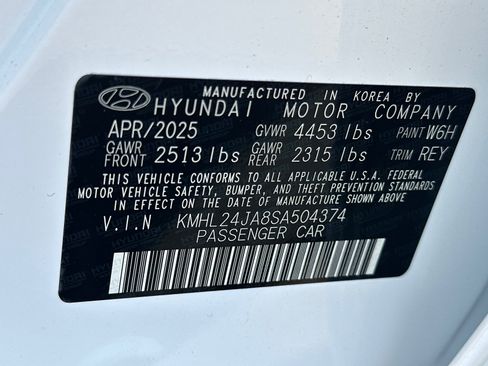 MANUFACTURED IN KOREA BY
HYUNDAI MOTOR COMPANY
APR/2025 GVWR 4453 lbs PAINT W6H
GAWR FRONT 2513 lbs GAWR REAR 2315 lbs TRIM REY
THIS VEHICLE CONFORMS TO ALL APPLICABLE U.S.A. FEDERAL
MOTOR VEHICLE SAFETY, BUMPER, AND THEFT PREVENTION STANDARDS
IN EFFECT ON THE DATE OF MANUFACTURE SHOWN ABOVE
V.I.N KMHL24JA8SA504374
PASSENGER CAR